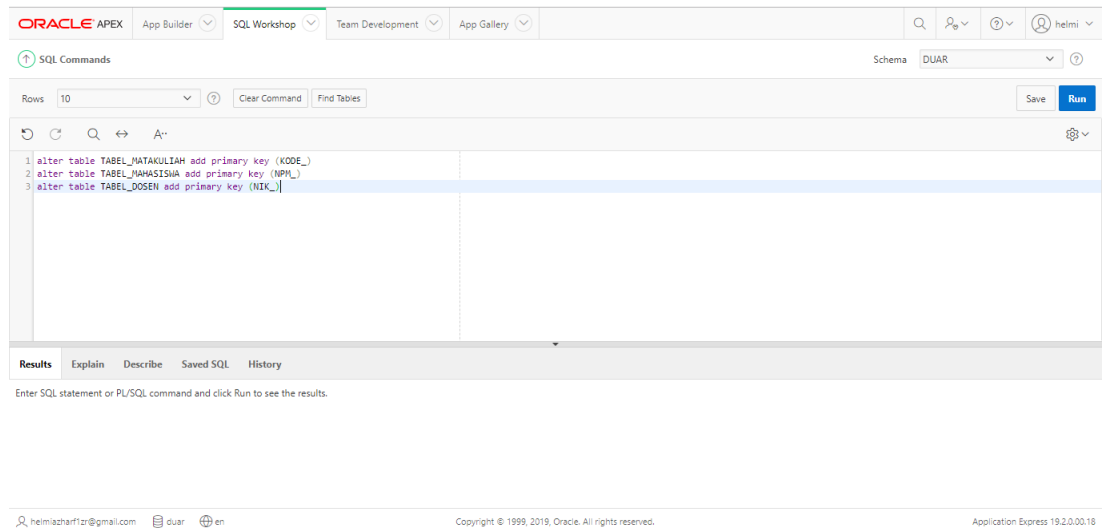 ORACLE APEX App Builder SQL Workshop Team Development App Gallery helmi
SQL Commands Schema DUAR
Rows 10 Clear Command Find Tables Save Run
A··
1 alter table TABEL_MATAKULIAH add primary key (KODE_)
2 alter table TABEL_MAHASISWA add primary key (NPM_)
3 alter table TABEL_DOSEN add primary key (NIK_)
Results Explain Describe Saved SQL History
Enter SQL statement or PL/SQL command and click Run to see the results.
helmiazharf1zr@gmail.com duar en Copyright © 1999, 2019, Oracle. All rights reserved. Application Express 19.2.0.00.18